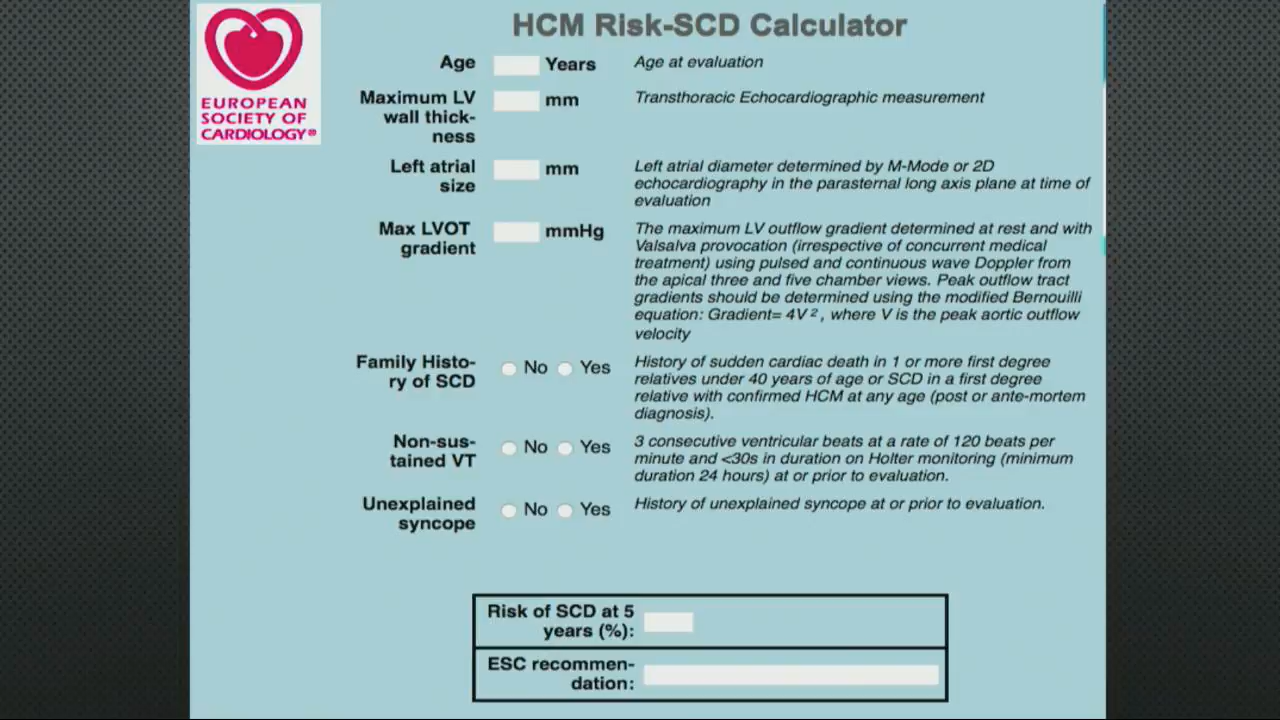 HCM Risk-SCD Calculator
EUROPEAN
SOCIETY OF
CARDIOLOGY®
Age Years Age at evaluation
Maximum LV mm Transthoracic Echocardiographic measurement
wall thick-
ness
Left atrial mm Left atrial diameter determined by M-Mode or 2D
size echocardiography in the parasternal long axis plane at time of
evaluation
Max LVOT mmHg The maximum LV outflow gradient determined at rest and with
gradient Valsalva provocation (irrespective of concurrent medical
treatment) using pulsed and continuous wave Doppler from
the apical three and five chamber views. Peak outflow tract
gradients should be determined using the modified Bernouilli
equation: Gradient= 4V², where V is the peak aortic outflow
velocity
Family Histo- No Yes History of sudden cardiac death in 1 or more first degree
ry of SCD relatives under 40 years of age or SCD in a first degree
relative with confirmed HCM at any age (post or ante-mortem
diagnosis).
Non-sus- No Yes 3 consecutive ventricular beats at a rate of 120 beats per
tained VT minute and <30s in duration on Holter monitoring (minimum
duration 24 hours) at or prior to evaluation.
Unexplained No Yes History of unexplained syncope at or prior to evaluation.
syncope
Risk of SCD at 5
years (%):
ESC recommen-
dation: